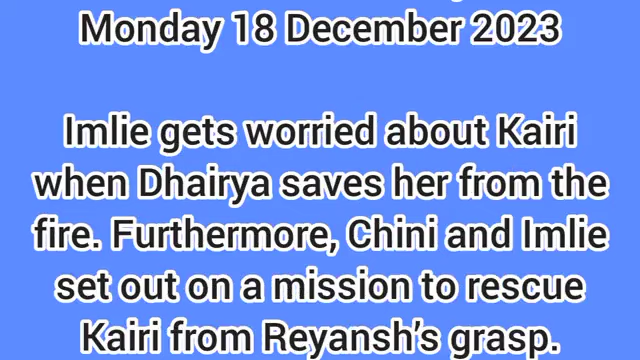 Monday 18 December 2023
Imlie gets worried about Kairi
when Dhairya saves her from the
fire. Furthermore, Chini and Imlie
set out on a mission to rescue
Kairi from Reyansh's grasp.